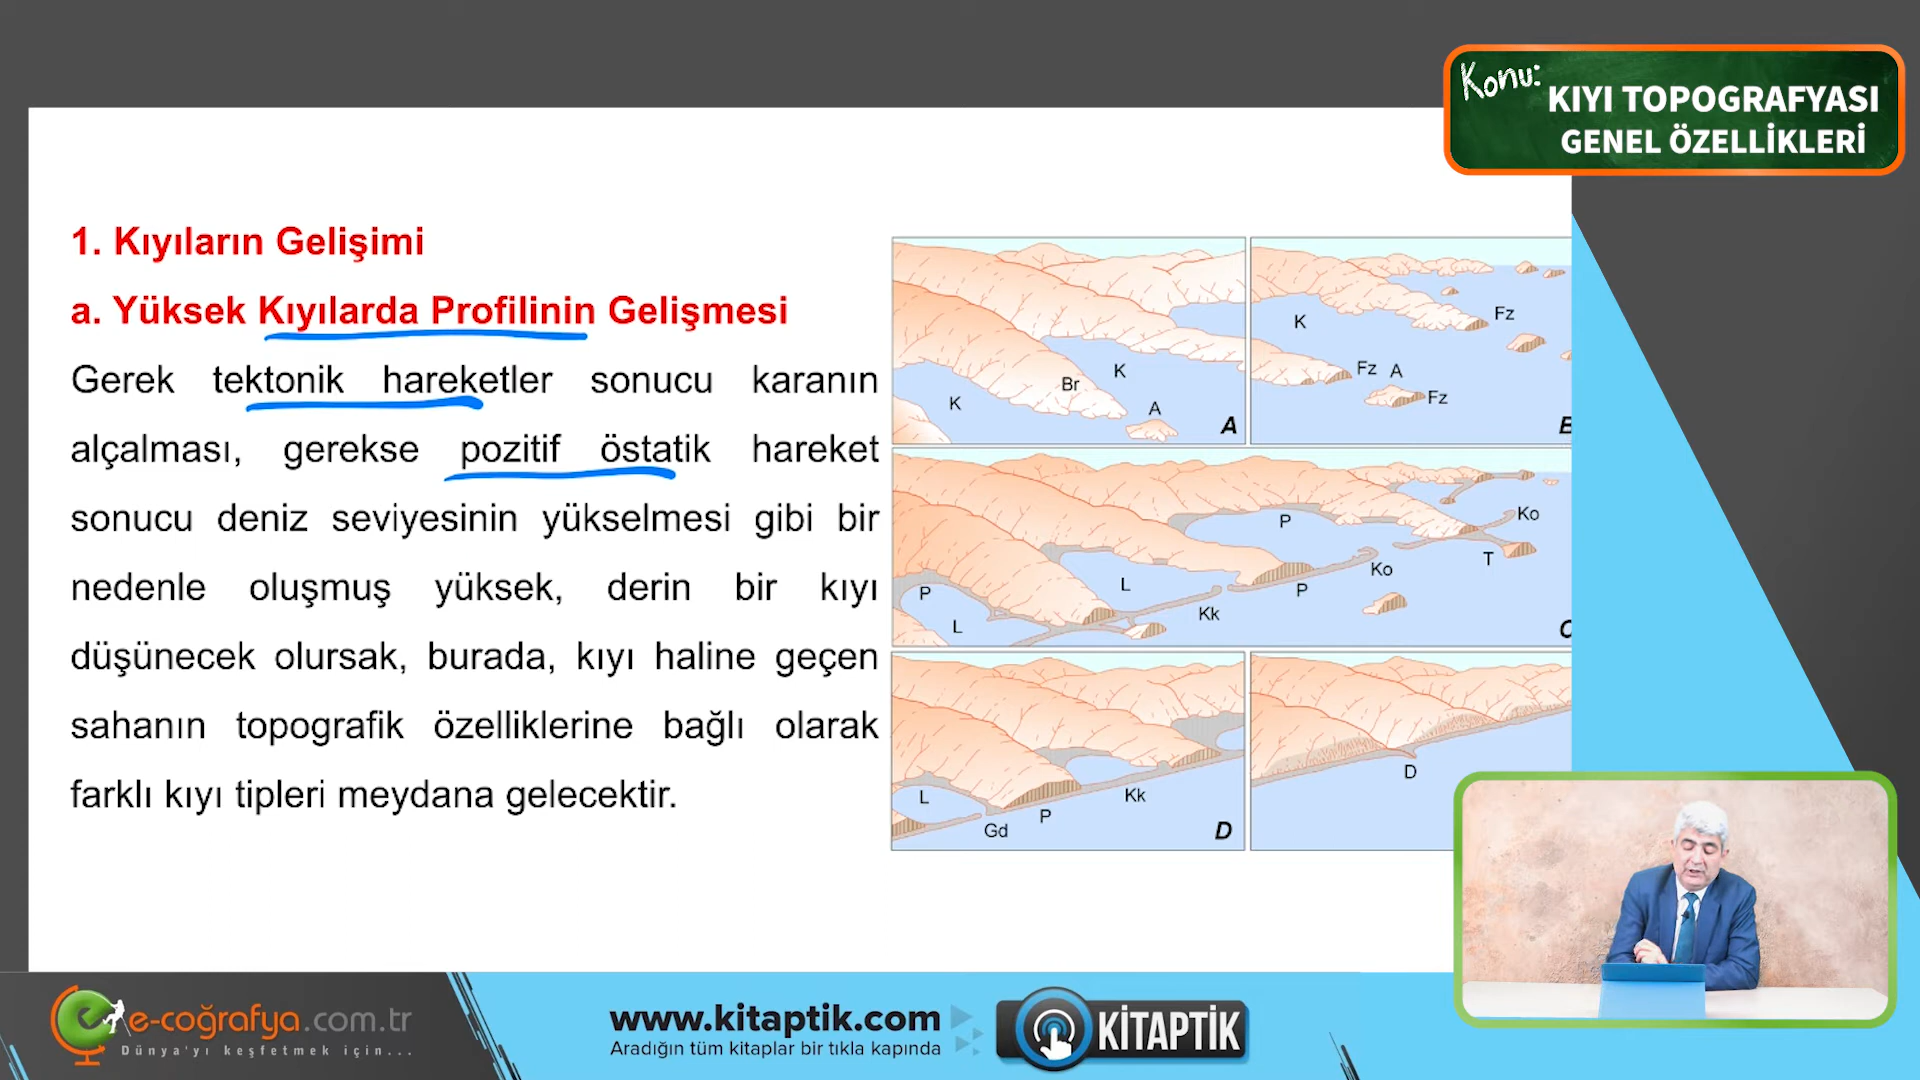 Konu:
KIYI TOPOGRAFYASI
GENEL ÖZELLİKLERİ
1. Kıyıların Gelişimi
a. Yüksek Kıyılarda Profilinin Gelişmesi
Gerek tektonik hareketler sonucu karanın
alçalması, gerekse pozitif östatik hareket
sonucu deniz seviyesinin yükselmesi gibi bir
nedenle oluşmuş yüksek, derin bir kıyı
düşünecek olursak, burada, kıyı haline geçen
sahanın topografik özelliklerine bağlı olarak
farklı kıyı tipleri meydana gelecektir.
K
Br
K
A
A
K
Fz
Fz A
Fz
P
Ko
T
Ko
P
L
Kk
P
L
L
Gd
P
Kk
D
D
e-coğrafya.com.tr
Dünya'yı keşfetmek için...
www.kitaptik.com
Aradığın tüm kitaplar bir tıkla kapında
KİTAPTIK